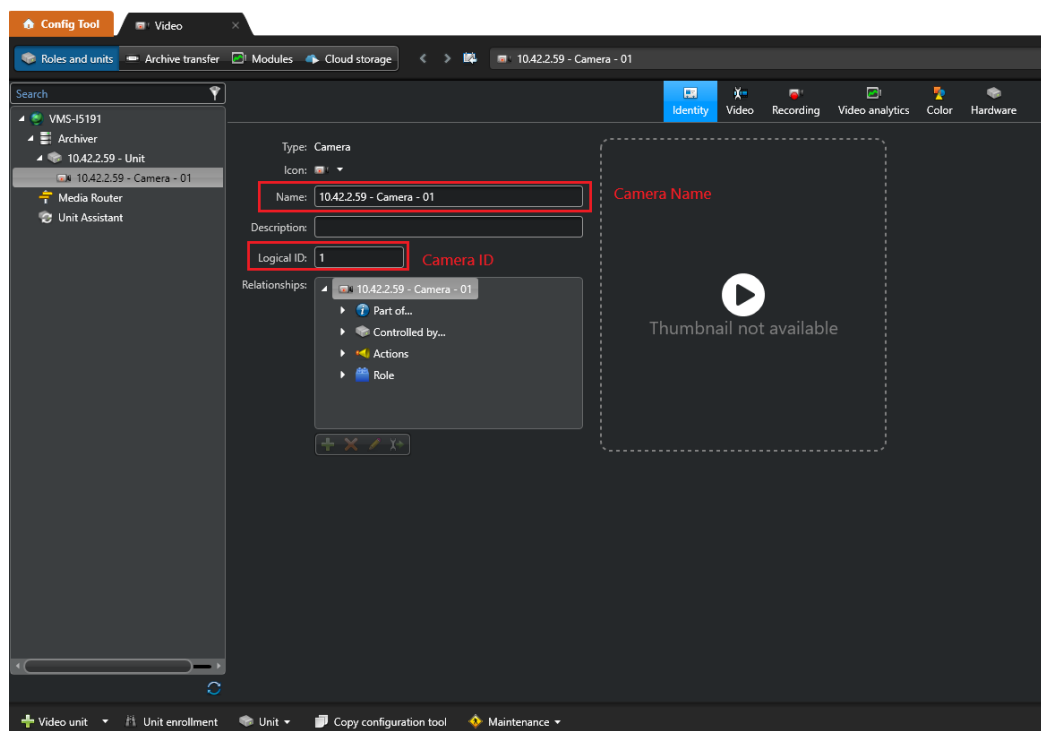 Config Tool Video ×
Roles and units Archive transfer Modules Cloud storage 10.42.2.59 - Camera - 01
Search
VMS-I5191
Archiver
10.42.2.59 - Unit
10.42.2.59 - Camera - 01
Media Router
Unit Assistant
Identity Video Recording Video analytics Color Hardware
Type: Camera
Icon:
Name: 10.42.2.59 - Camera - 01 Camera Name
Description:
Logical ID: 1 Camera ID
Relationships: 10.42.2.59 - Camera - 01
Part of...
Controlled by...
Actions
Role
Thumbnail not available
Video unit Unit enrollment Unit Copy configuration tool Maintenance